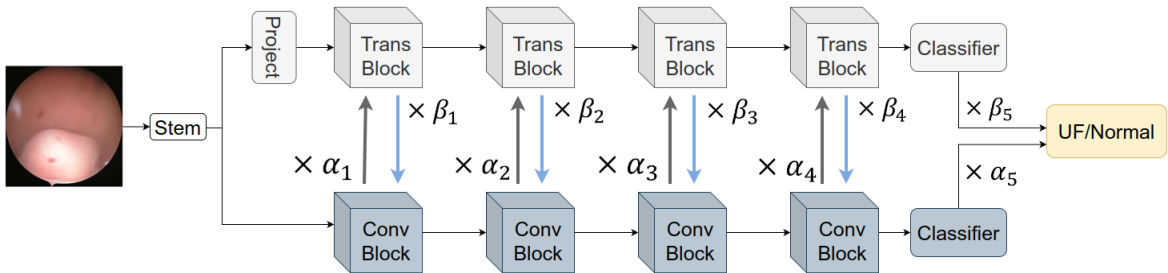 Project
Trans
Block
Trans
Block
Trans
Block
Trans
Block
Classifier
× β₁
× β₂
× β₃
× β₄
× β₅
Stem
UF/Normal
× α₁
× α₂
× α₃
× α₄
× α₅
Conv
Block
Conv
Block
Conv
Block
Conv
Block
Classifier